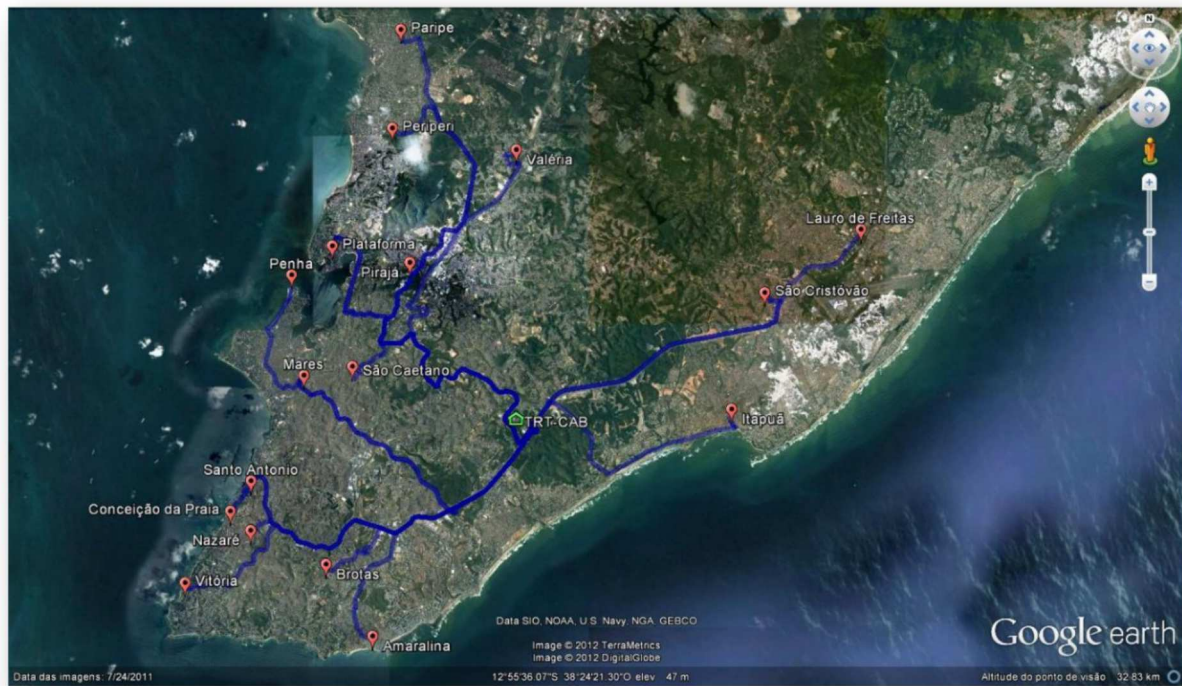 Paripe
N
Periperi
Valéria
Lauro de Freitas
Plataforma
Penha
Pirajá
São Cristóvão
Mares
São Caetano
Itapuã
TRT-CAB
Santo Antonio
Conceição da Praia
Nazaré
Vitória
Brotas
Amaralina
Data SIO, NOAA, U.S. Navy, NGA, GEBCO
Image © 2012 TerraMetrics
Image © 2012 DigitalGlobe
Google earth
Data das imagens: 7/24/2011
12°55'36.07"S 38°24'21.30"O elev 47 m
Altitude do ponto de visão 32.83 km